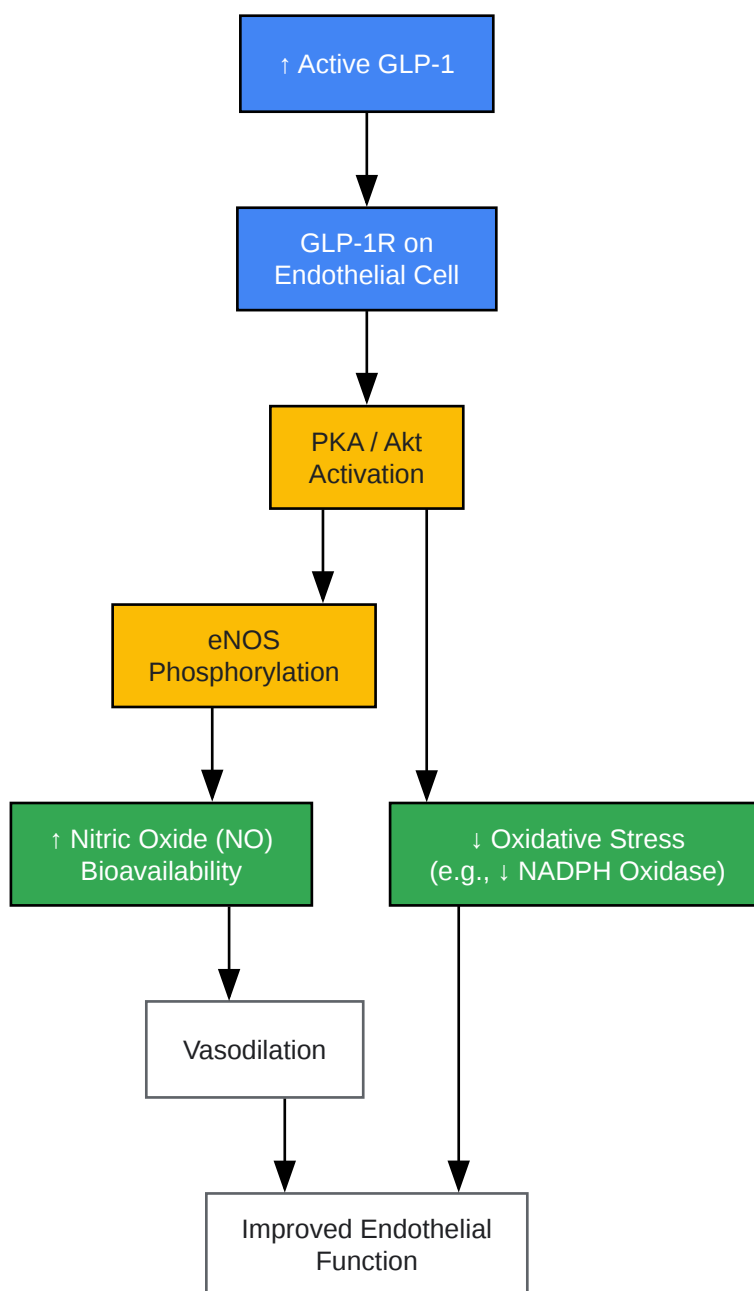 ↑ Active GLP-1
GLP-1R on
Endothelial Cell
PKA / Akt
Activation
eNOS
Phosphorylation
↑ Nitric Oxide (NO)
Bioavailability
↓ Oxidative Stress
(e.g., ↓ NADPH Oxidase)
Vasodilation
Improved Endothelial
Function